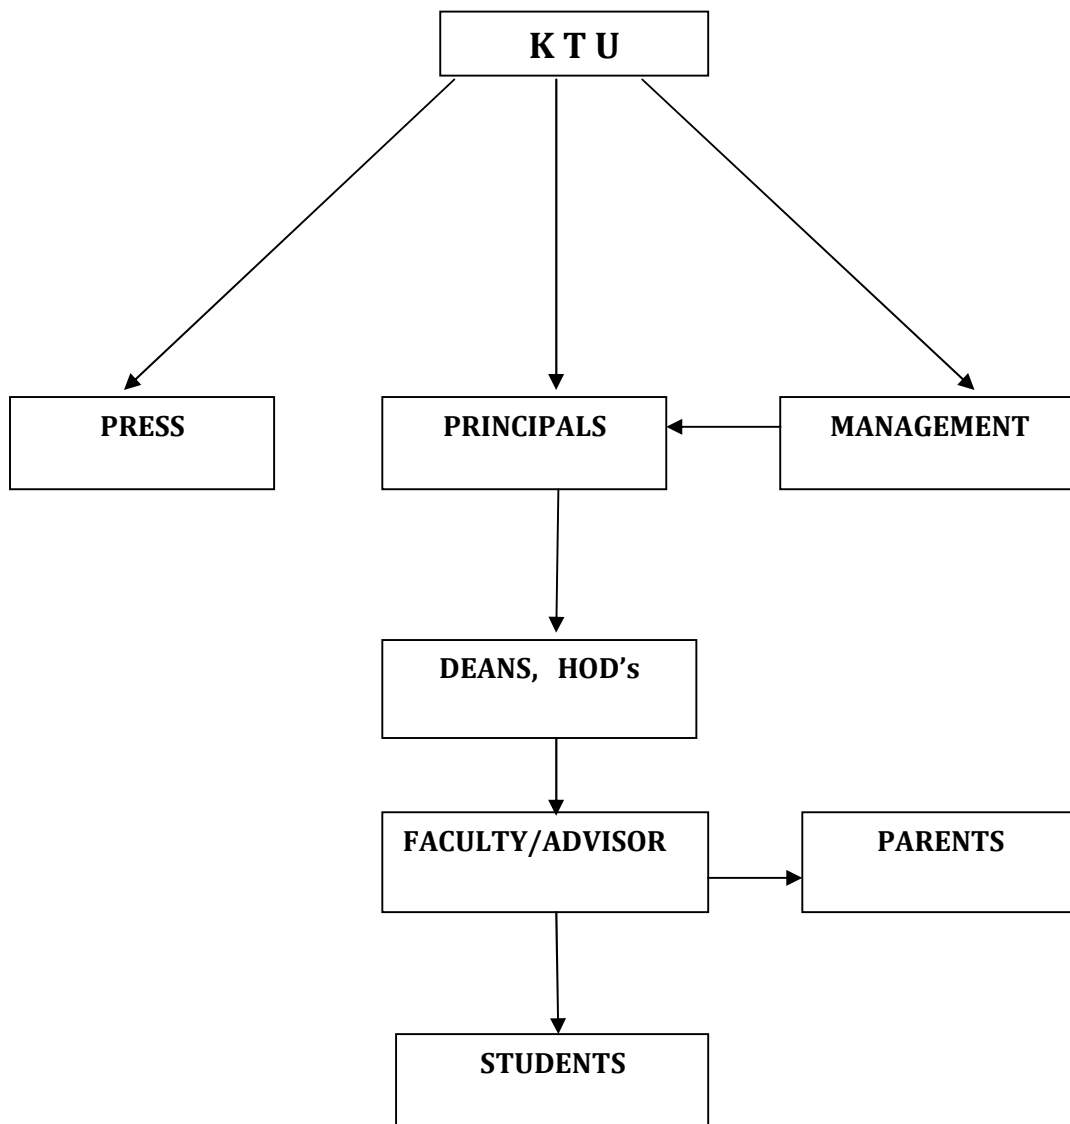 K T U
PRESS
PRINCIPALS
MANAGEMENT
DEANS, HOD's
FACULTY/ADVISOR
PARENTS
STUDENTS